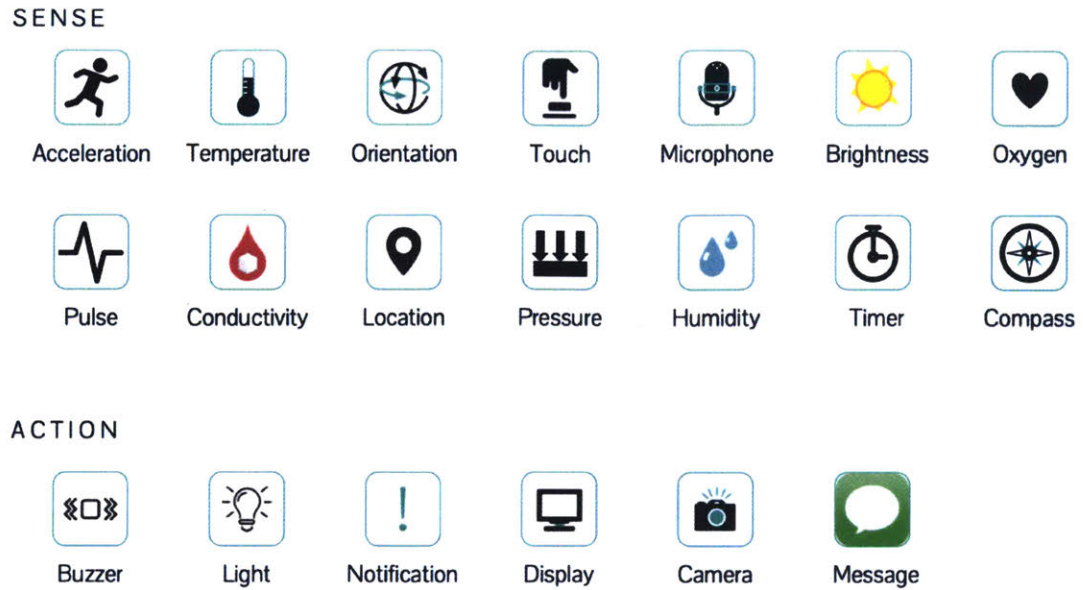 SENSE
Acceleration Temperature Orientation Touch Microphone Brightness Oxygen
Pulse Conductivity Location Pressure Humidity Timer Compass
ACTION
Buzzer Light Notification Display Camera Message